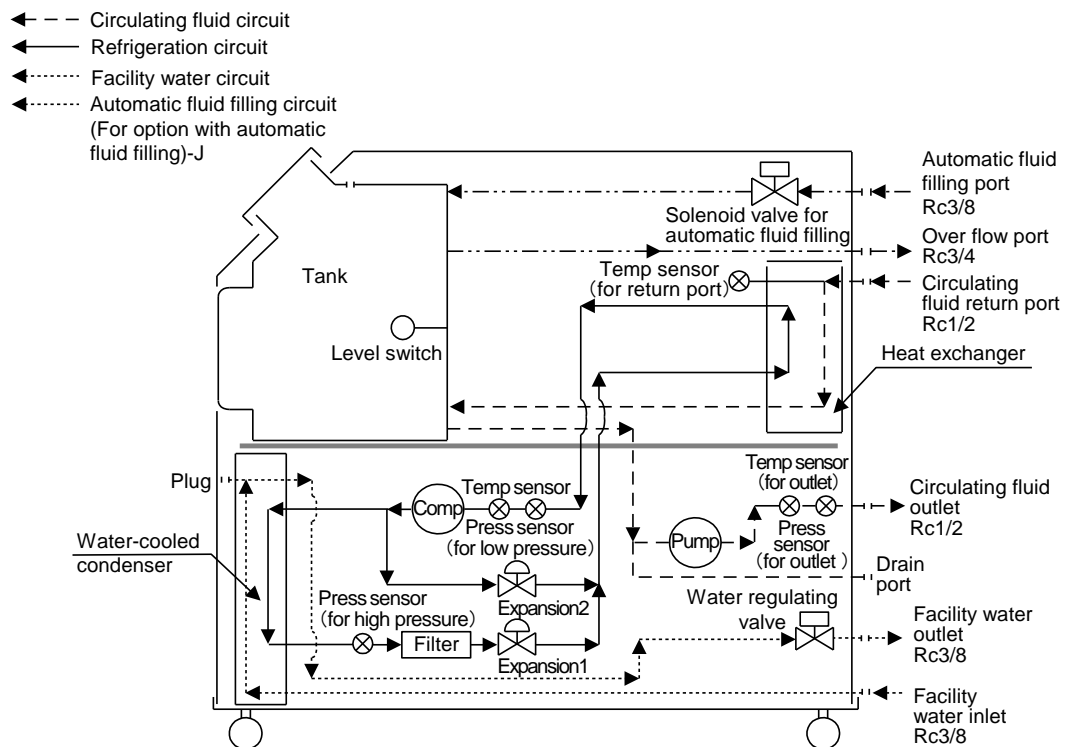 Circulating fluid circuit
Refrigeration circuit
Facility water circuit
Automatic fluid filling circuit
(For option with automatic
fluid filling)-J
Automatic fluid
filling port
Rc3/8
Solenoid valve for
automatic fluid filling
Over flow port
Rc3/4
Temp sensor
(for return port)
Circulating
fluid return port
Rc1/2
Tank
Level switch
Heat exchanger
Plug
Temp sensor
(for outlet)
Temp sensor
Comp
Press sensor
(for low pressure)
Pump
Press
sensor
(for outlet)
Circulating fluid
outlet
Rc1/2
Water-cooled
condenser
Drain
port
Press sensor
(for high pressure)
Expansion2
Water regulating
valve
Filter
Expansion1
Facility water
outlet
Rc3/8
Facility
water inlet
Rc3/8